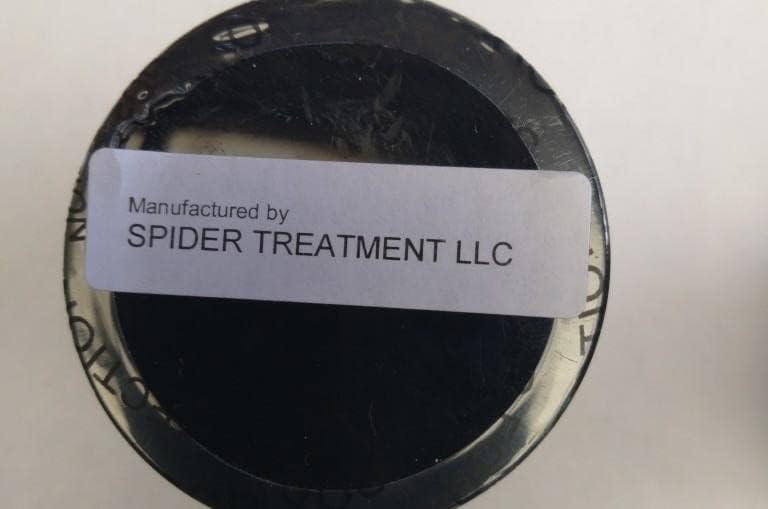 Manufactured by
SPIDER TREATMENT LLC